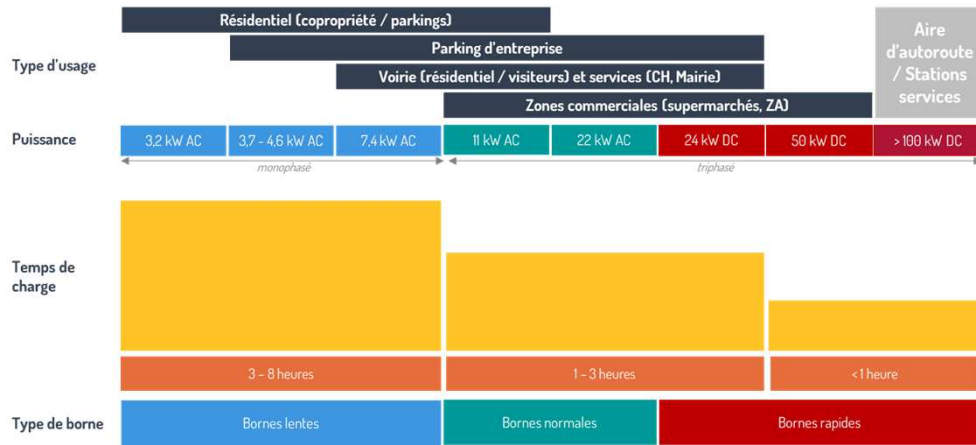 Résidentiel (copropriété / parkings)
Parking d'entreprise
Voirie (résidentiel / visiteurs) et services (CH, Mairie)
Zones commerciales (supermarchés, ZA)
Aire
d'autoroute
/ Stations
services
Type d'usage
Puissance
3,2 kW AC
3,7 - 4,6 kW AC
7,4 kW AC
11 kW AC
22 kW AC
24 kW DC
50 kW DC
> 100 kW DC
monophasé
triphasé
Temps de
charge
3 – 8 heures
1 – 3 heures
< 1 heure
Type de borne
Bornes lentes
Bornes normales
Bornes rapides